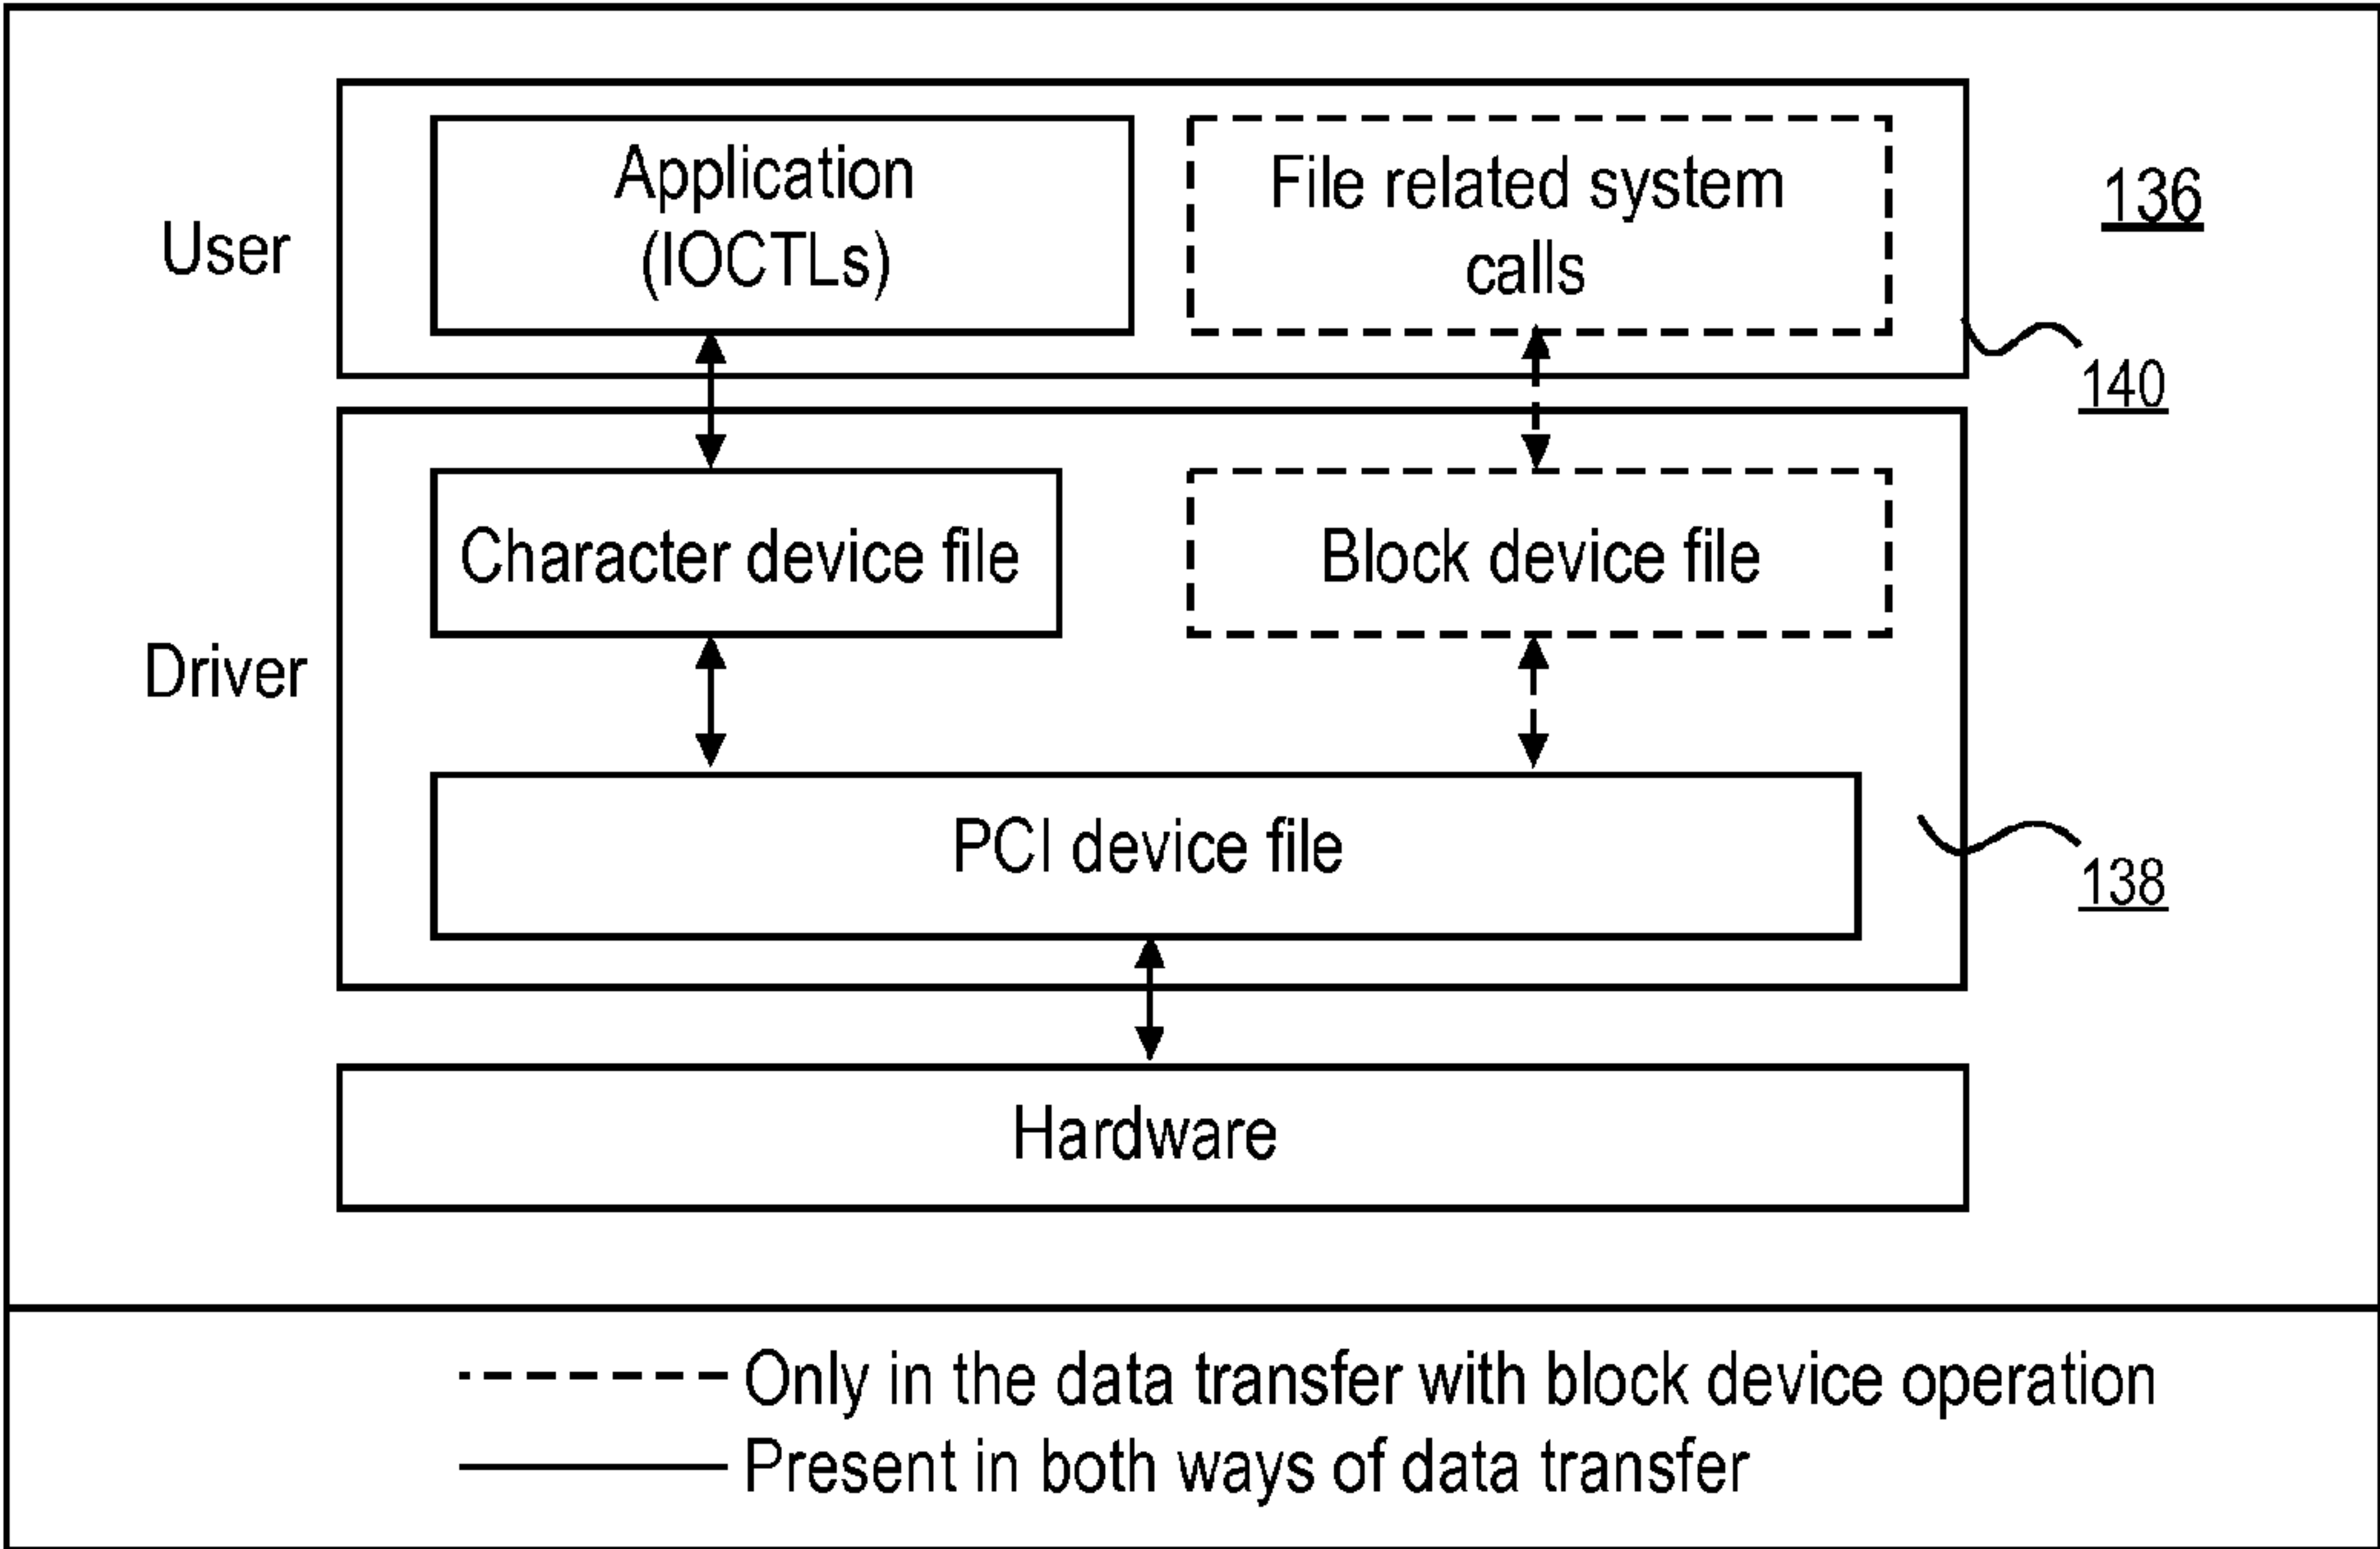 Application
(IOCTLs)
File related system
calls
136
User
140
Character device file
Block device file
Driver
PCI device file
138
Hardware
Only in the data transfer with block device operation
Present in both ways of data transfer